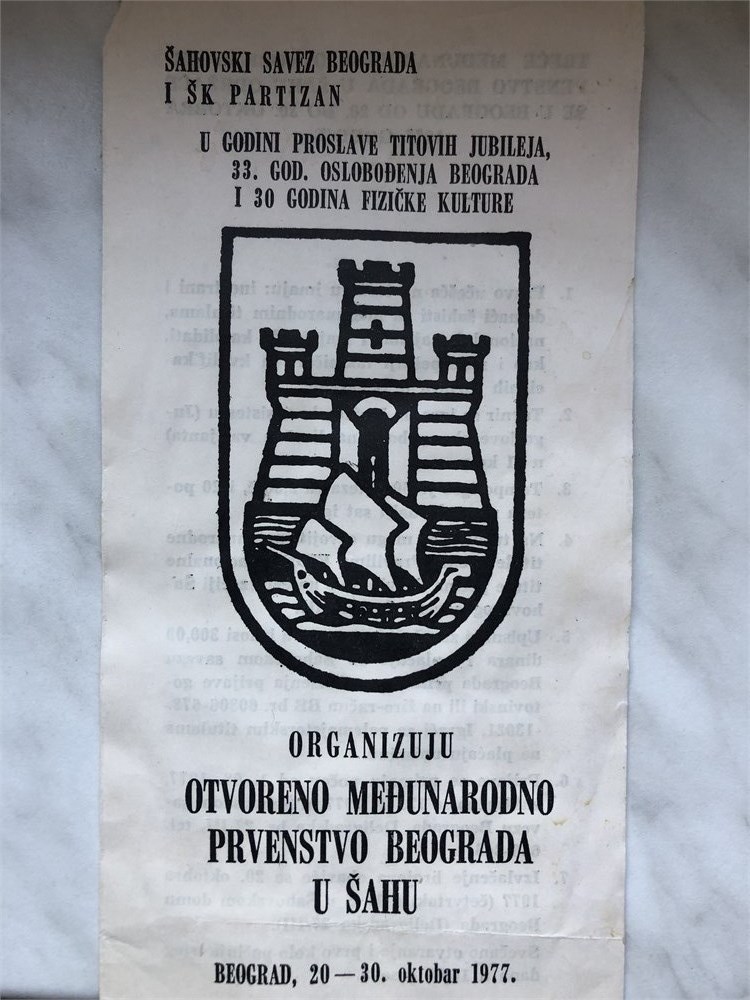 ŠAHOVSKI SAVEZ BEOGRADA
I ŠK PARTIZAN
U GODINI PROSLAVE TITOVIH JUBILEJA,
33. GOD. OSLOBOĐENJA BEOGRADA
I 30 GODINA FIZIČKE KULTURE
ORGANIZUJU
OTVORENO MEĐUNARODNO
PRVENSTVO BEOGRADA
U ŠAHU
BEOGRAD, 20 — 30. oktobar 1977.